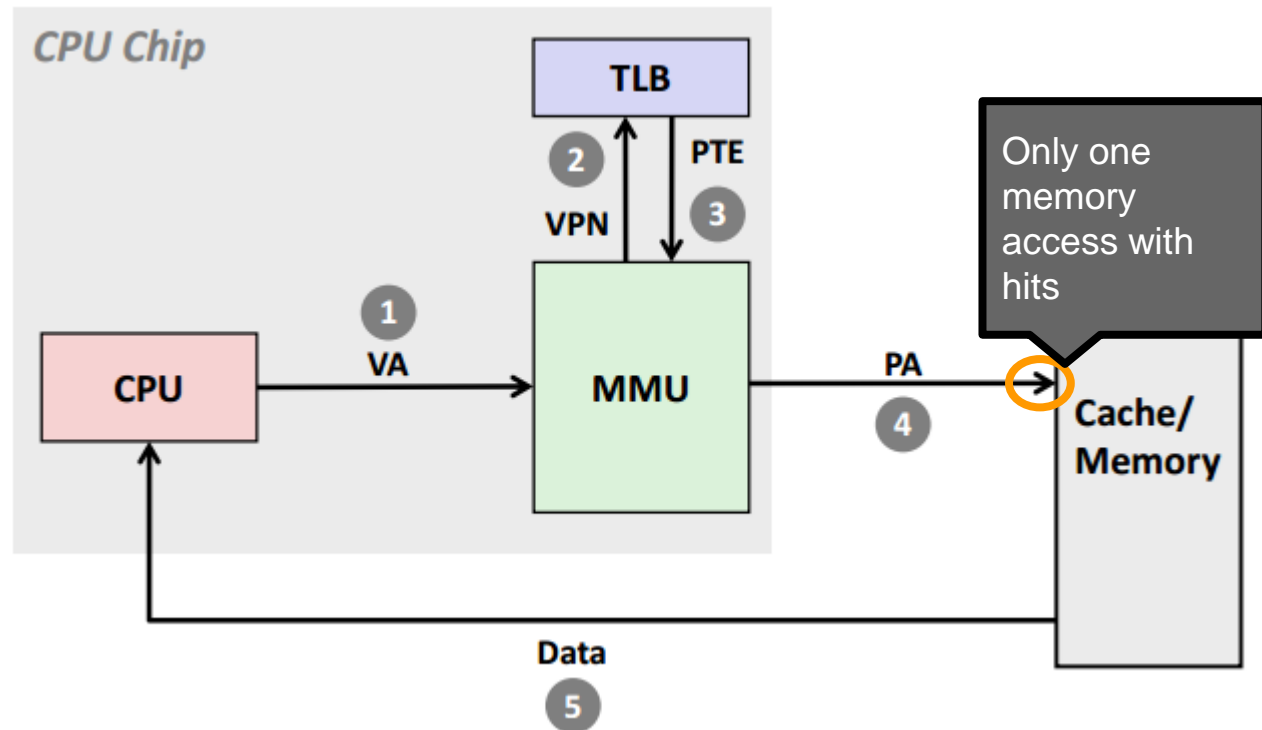 CPU Chip
TLB
2
PTE
VPN
3
Only one
memory
access with
hits
1
VA
CPU
MMU
PA
4
Cache/
Memory
Data
5